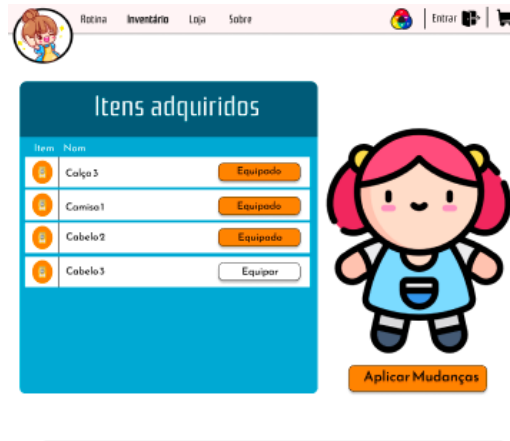 Rotina Inventário Loja Sobre Entrar
Itens adquiridos
Item Nom
Calça 3 Equipado
Camisa 1 Equipado
Cabelo 2 Equipado
Cabelo 3 Equipar
Aplicar Mudanças